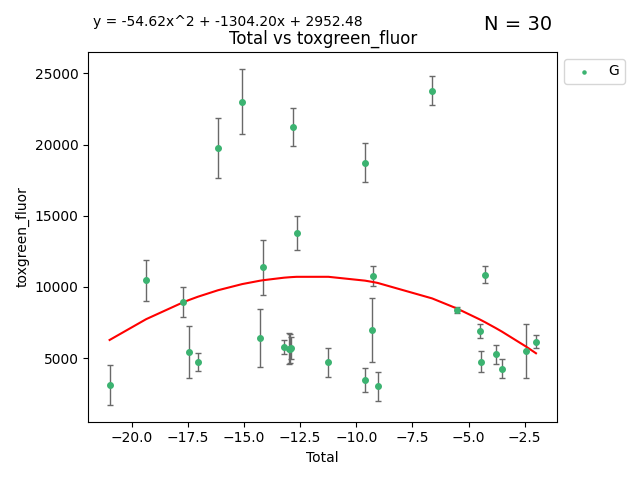 y = -54.62x^2 + -1304.20x + 2952.48
N = 30
Total vs toxgreen_fluor
G
25000
20000
15000
10000
5000
toxgreen_fluor
−20.0 −17.5 −15.0 −12.5 −10.0 −7.5 −5.0 −2.5
Total